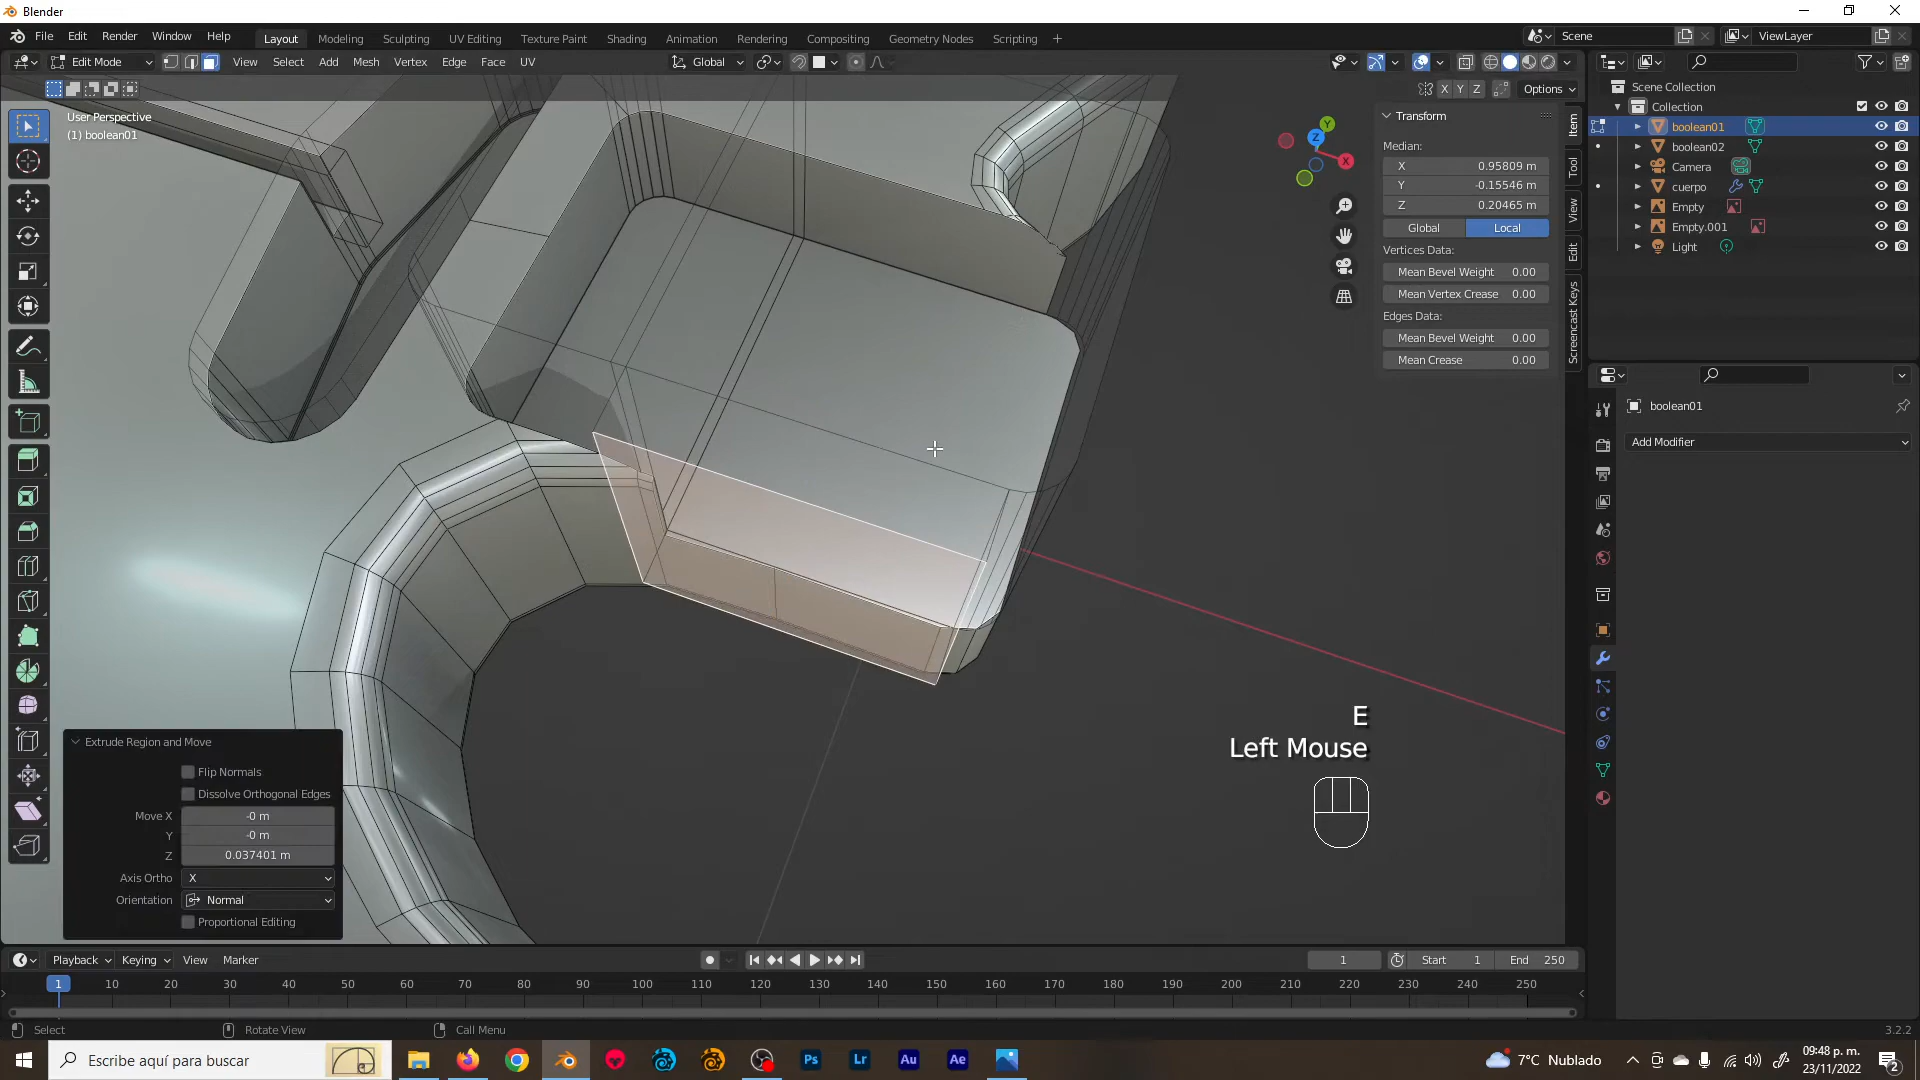 Blender
File Edit Render Window Help
Layout Modeling Sculpting UV Editing Texture Paint Shading Animation Rendering Compositing Geometry Nodes Scripting +
Scene ViewLayer
Edit Mode View Select Add Mesh Vertex Edge Face UV Global
X Y Z Options
User Perspective
(1) boolean01
Z Y X
Transform
Median:
X 0.95809 m
Y -0.15546 m
Z 0.20465 m
Global Local
Vertices Data:
Mean Bevel Weight 0.00
Mean Vertex Crease 0.00
Edges Data:
Mean Bevel Weight 0.00
Mean Crease 0.00
Item
Tool
View
Edit
Screencast Keys
Scene Collection
Collection
boolean01
boolean02
Camera
cuerpo
Empty
Empty.001
Light
boolean01
Add Modifier
E
Left Mouse
Extrude Region and Move
Flip Normals
Dissolve Orthogonal Edges
Move X -0 m
Y -0 m
Z 0.037401 m
Axis Ortho X
Orientation Normal
Proportional Editing
Playback Keying View Marker 1 Start 1 End 250
1 10 20 30 40 50 60 70 80 90 100 110 120 130 140 150 160 170 180 190 200 210 220 230 240 250
Select Rotate View Call Menu 3.2.2
Escribe aquí para buscar
Ps Lr Au Ae
7°C Nublado
09:48 p. m.
23/11/2022
2